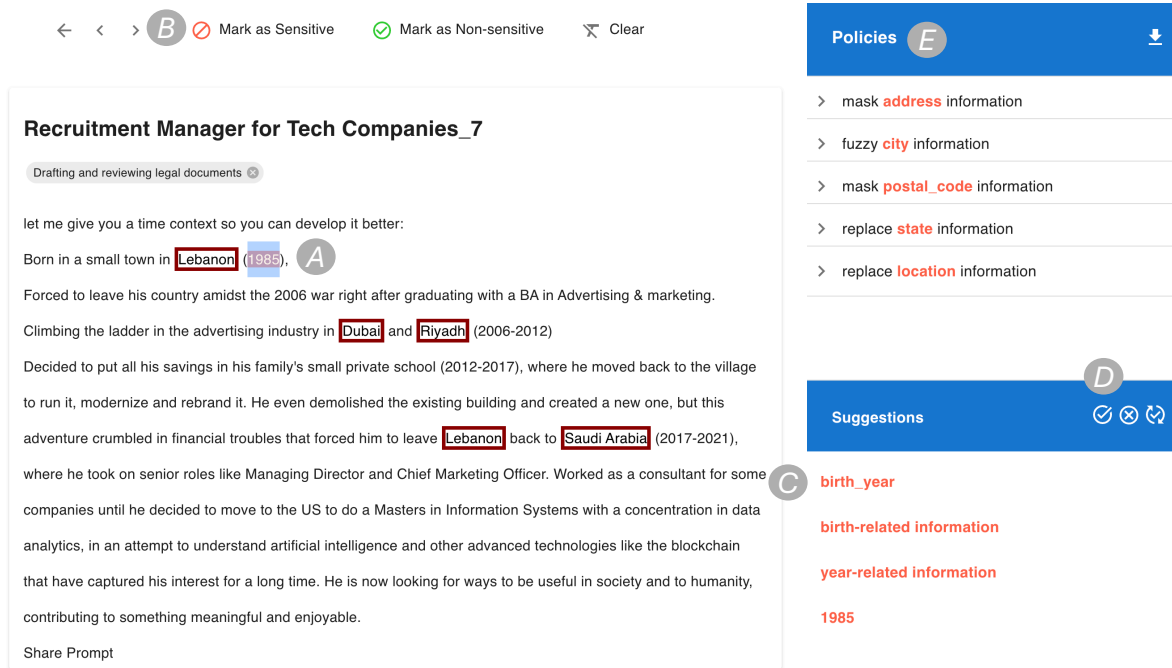 B Mark as Sensitive Mark as Non-sensitive Clear
Recruitment Manager for Tech Companies_7
Drafting and reviewing legal documents
let me give you a time context so you can develop it better:
Born in a small town in Lebanon (1985), A
Forced to leave his country amidst the 2006 war right after graduating with a BA in Advertising & marketing.
Climbing the ladder in the advertising industry in Dubai and Riyadh (2006-2012)
Decided to put all his savings in his family's small private school (2012-2017), where he moved back to the village
to run it, modernize and rebrand it. He even demolished the existing building and created a new one, but this
adventure crumbled in financial troubles that forced him to leave Lebanon back to Saudi Arabia (2017-2021),
where he took on senior roles like Managing Director and Chief Marketing Officer. Worked as a consultant for some
companies until he decided to move to the US to do a Masters in Information Systems with a concentration in data
analytics, in an attempt to understand artificial intelligence and other advanced technologies like the blockchain
that have captured his interest for a long time. He is now looking for ways to be useful in society and to humanity,
contributing to something meaningful and enjoyable.
Share Prompt
Policies E
mask address information
fuzzy city information
mask postal_code information
replace state information
replace location information
D
Suggestions
C
birth_year
birth-related information
year-related information
1985